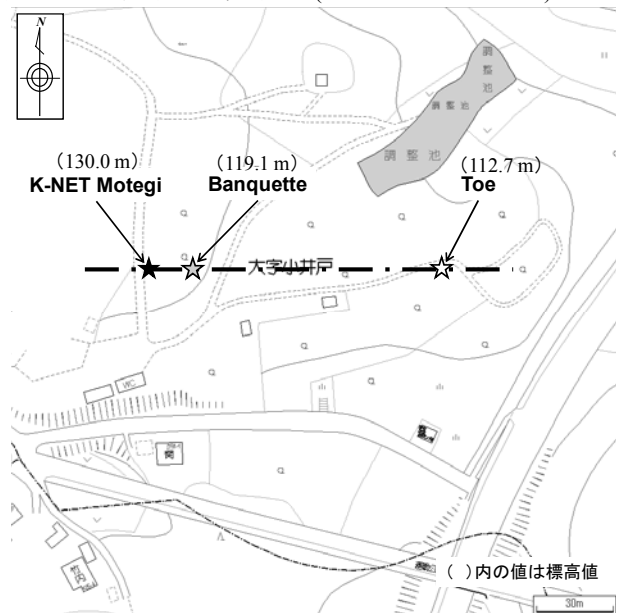 N
調整池
調整池
調整池
(130.0 m)
K-NET Motegi
(119.1 m)
Banquette
(112.7 m)
Toe
大字小井戸
WC
( )内の値は標高値
30m